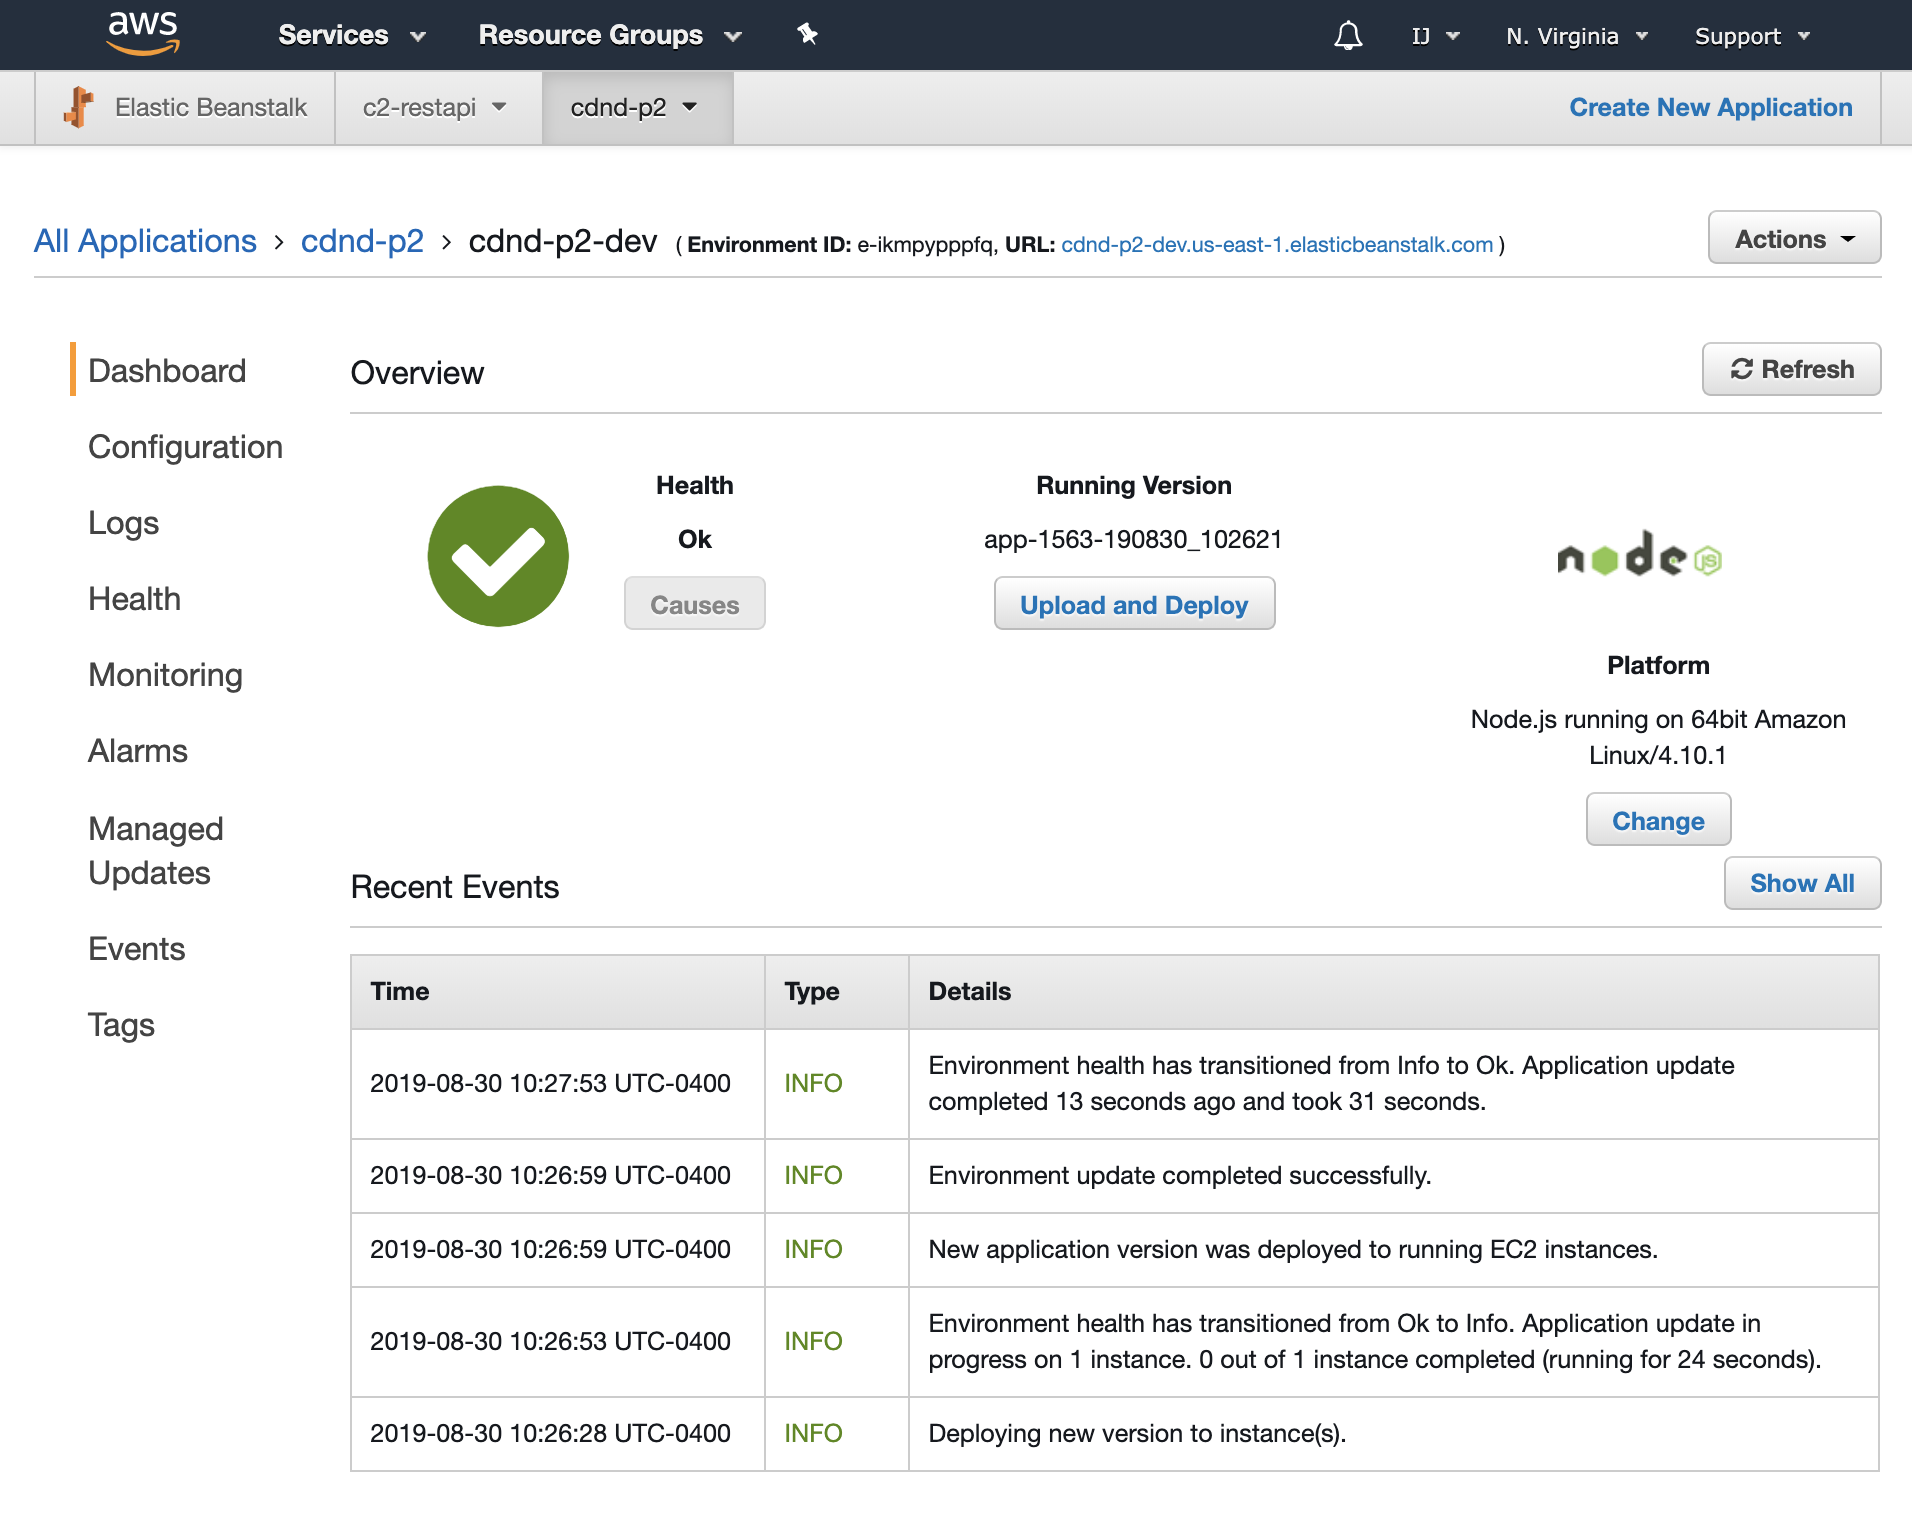 aws Services Resource Groups IJ N. Virginia Support
Elastic Beanstalk c2-restapi cdnd-p2 Create New Application
All Applications > cdnd-p2 > cdnd-p2-dev ( Environment ID: e-ikmpypppfq, URL: cdnd-p2-dev.us-east-1.elasticbeanstalk.com )
Actions
Dashboard
Configuration
Logs
Health
Monitoring
Alarms
Managed
Updates
Events
Tags
Overview
Refresh
Health
Ok
Causes
Running Version
app-1563-190830_102621
Upload and Deploy
node JS
Platform
Node.js running on 64bit Amazon
Linux/4.10.1
Change
Recent Events
Show All
Time Type Details
2019-08-30 10:27:53 UTC-0400 INFO Environment health has transitioned from Info to Ok. Application update
completed 13 seconds ago and took 31 seconds.
2019-08-30 10:26:59 UTC-0400 INFO Environment update completed successfully.
2019-08-30 10:26:59 UTC-0400 INFO New application version was deployed to running EC2 instances.
2019-08-30 10:26:53 UTC-0400 INFO Environment health has transitioned from Ok to Info. Application update in
progress on 1 instance. 0 out of 1 instance completed (running for 24 seconds).
2019-08-30 10:26:28 UTC-0400 INFO Deploying new version to instance(s).